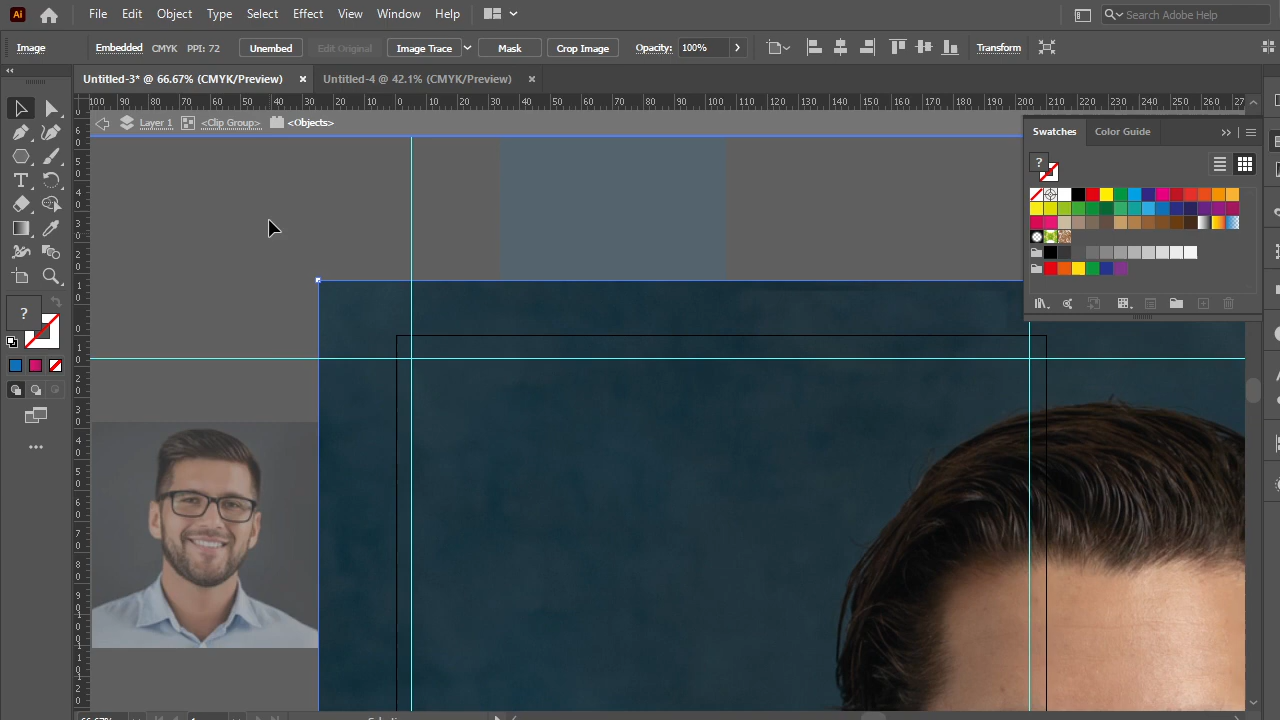 Ai File Edit Object Type Select Effect View Window Help Search Adobe Help
Image Embedded CMYK PPI: 72 Unembed Edit Original Image Trace Mask Crop Image Opacity: 100% Transform
Untitled-3* @ 66.67% (CMYK/Preview) Untitled-4 @ 42.1% (CMYK/Preview)
100 90 80 70 60 50 40 30 20 10 0 10 20 30 40 50 60 70 80 90 100 110 120 130 140 150 160 170 180 190 200 210 220 230 240 250 260 27
Layer 1 <Clip Group> <Objects>
Swatches Color Guide
?
?